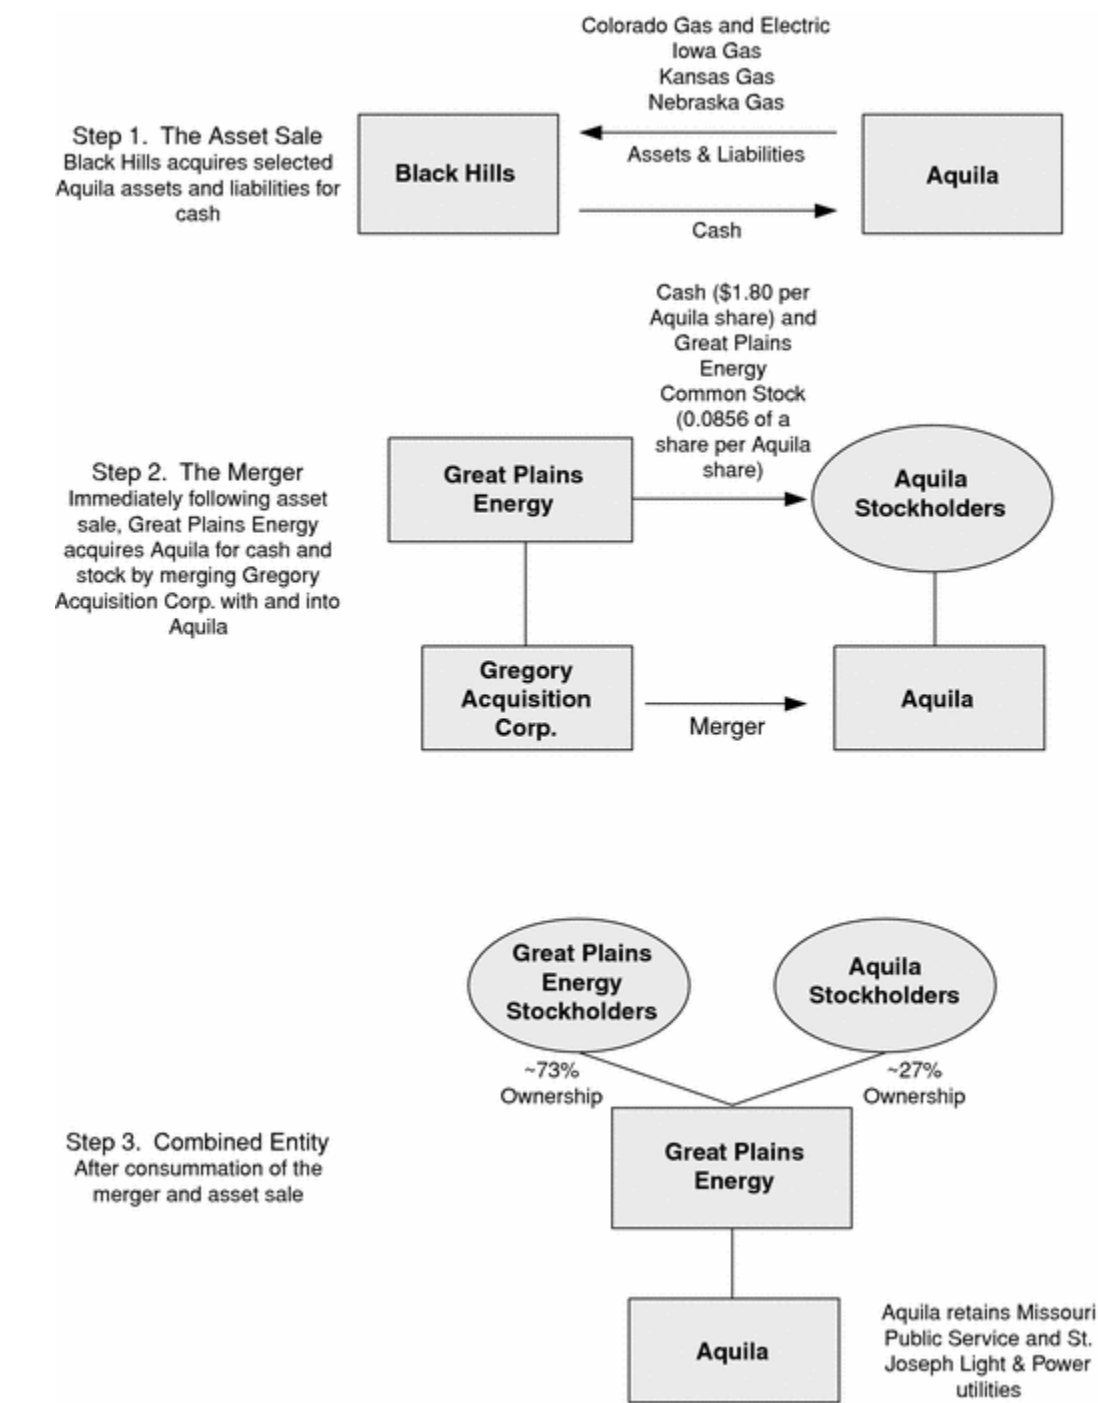 Colorado Gas and Electric
Iowa Gas
Kansas Gas
Nebraska Gas
Step 1. The Asset Sale
Black Hills acquires selected
Aquila assets and liabilities for
cash
Black Hills
Assets & Liabilities
Cash
Aquila
Cash ($1.80 per
Aquila share) and
Great Plains
Energy
Common Stock
(0.0856 of a
share per Aquila
share)
Step 2. The Merger
Immediately following asset
sale, Great Plains Energy
acquires Aquila for cash and
stock by merging Gregory
Acquisition Corp. with and into
Aquila
Great Plains
Energy
Aquila
Stockholders
Gregory
Acquisition
Corp.
Merger
Aquila
Great Plains
Energy
Stockholders
Aquila
Stockholders
~73%
Ownership
~27%
Ownership
Step 3. Combined Entity
After consummation of the
merger and asset sale
Great Plains
Energy
Aquila
Aquila retains Missouri
Public Service and St.
Joseph Light & Power
utilities